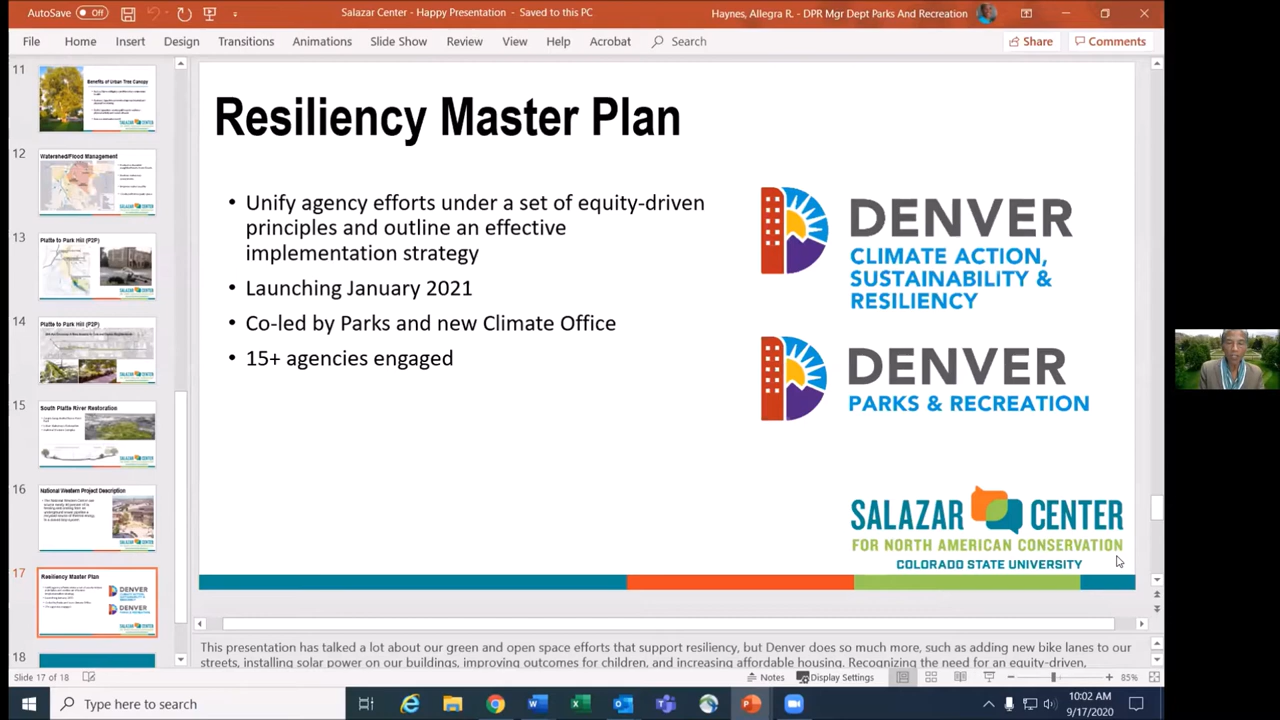 AutoSave Off
Salazar Center - Happy Presentation - Saved to this PC
Haynes, Allegra R. - DPR Mgr Dept Parks And Recreation
File Home Insert Design Transitions Animations Slide Show Review View Help Acrobat Search Share Comments
11
Benefits of Urban Tree Canopy
12
Watershed/Flood Management
13
Platte to Park Hill (P2P)
14
Platte to Park Hill (P2P)
15
South Platte River Restoration
16
National Western Project Description
17
Resiliency Master Plan
18
Resiliency Master Plan
• Unify agency efforts under a set of equity-driven
principles and outline an effective
implementation strategy
• Launching January 2021
• Co-led by Parks and new Climate Office
• 15+ agencies engaged
DENVER
CLIMATE ACTION,
SUSTAINABILITY &
RESILIENCY
DENVER
PARKS & RECREATION
SALAZAR CENTER
FOR NORTH AMERICAN CONSERVATION
COLORADO STATE UNIVERSITY
This presentation has talked a lot about our green and open space efforts that support resiliency, but Denver does so much more, such as adding new bike lanes to our
streets, installing solar power on our buildings, improving outcomes for children, and increasing affordable housing. Recognizing the need for an equity-driven,
Slide 17 of 18
Notes Display Settings 85%
Type here to search
10:02 AM
9/17/2020